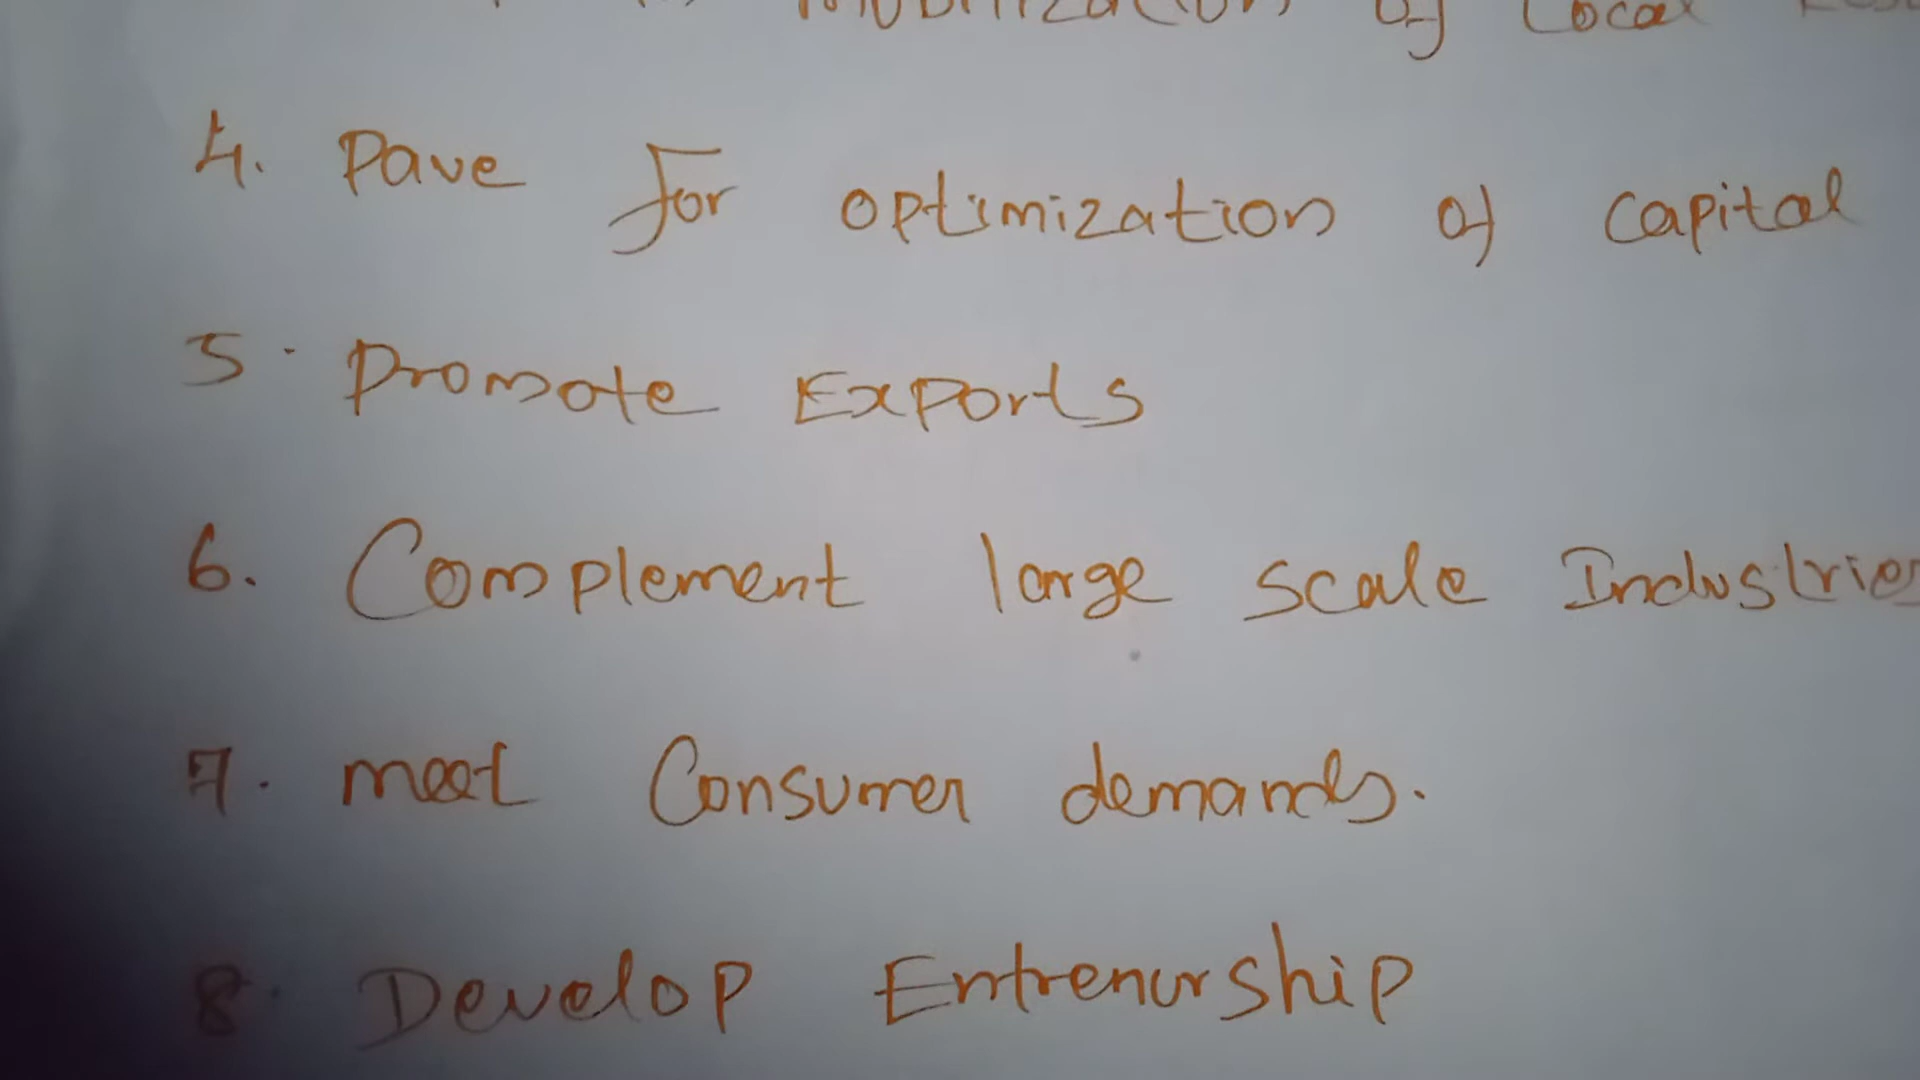 mobilization of Local
4. Pave for optimization of capital
5. Promote Exports
6. Complement large scale Industries
7. meet Consumer demands.
8. Develop Entrenurship